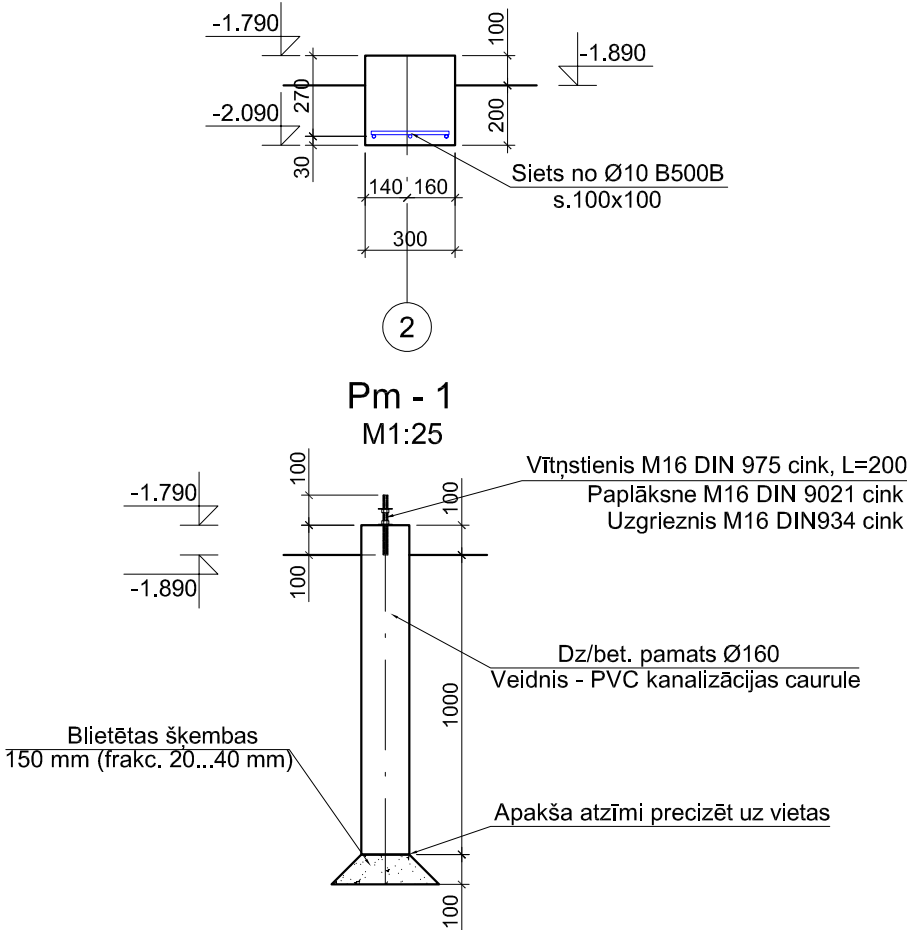 -1.790
100
-1.890
270
-2.090
200
30
Siets no Ø10 B500B
s.100x100
140 160
300
2
Pm - 1
M1:25
100
Vītņstienis M16 DIN 975 cink, L=200
-1.790
100
Paplāksne M16 DIN 9021 cink
Uzgrieznis M16 DIN934 cink
100
-1.890
Dz/bet. pamats Ø160
Veidnis - PVC kanalizācijas caurule
1000
Blietētas šķembas
150 mm (frakc. 20...40 mm)
Apakša atzīmi precizēt uz vietas
100